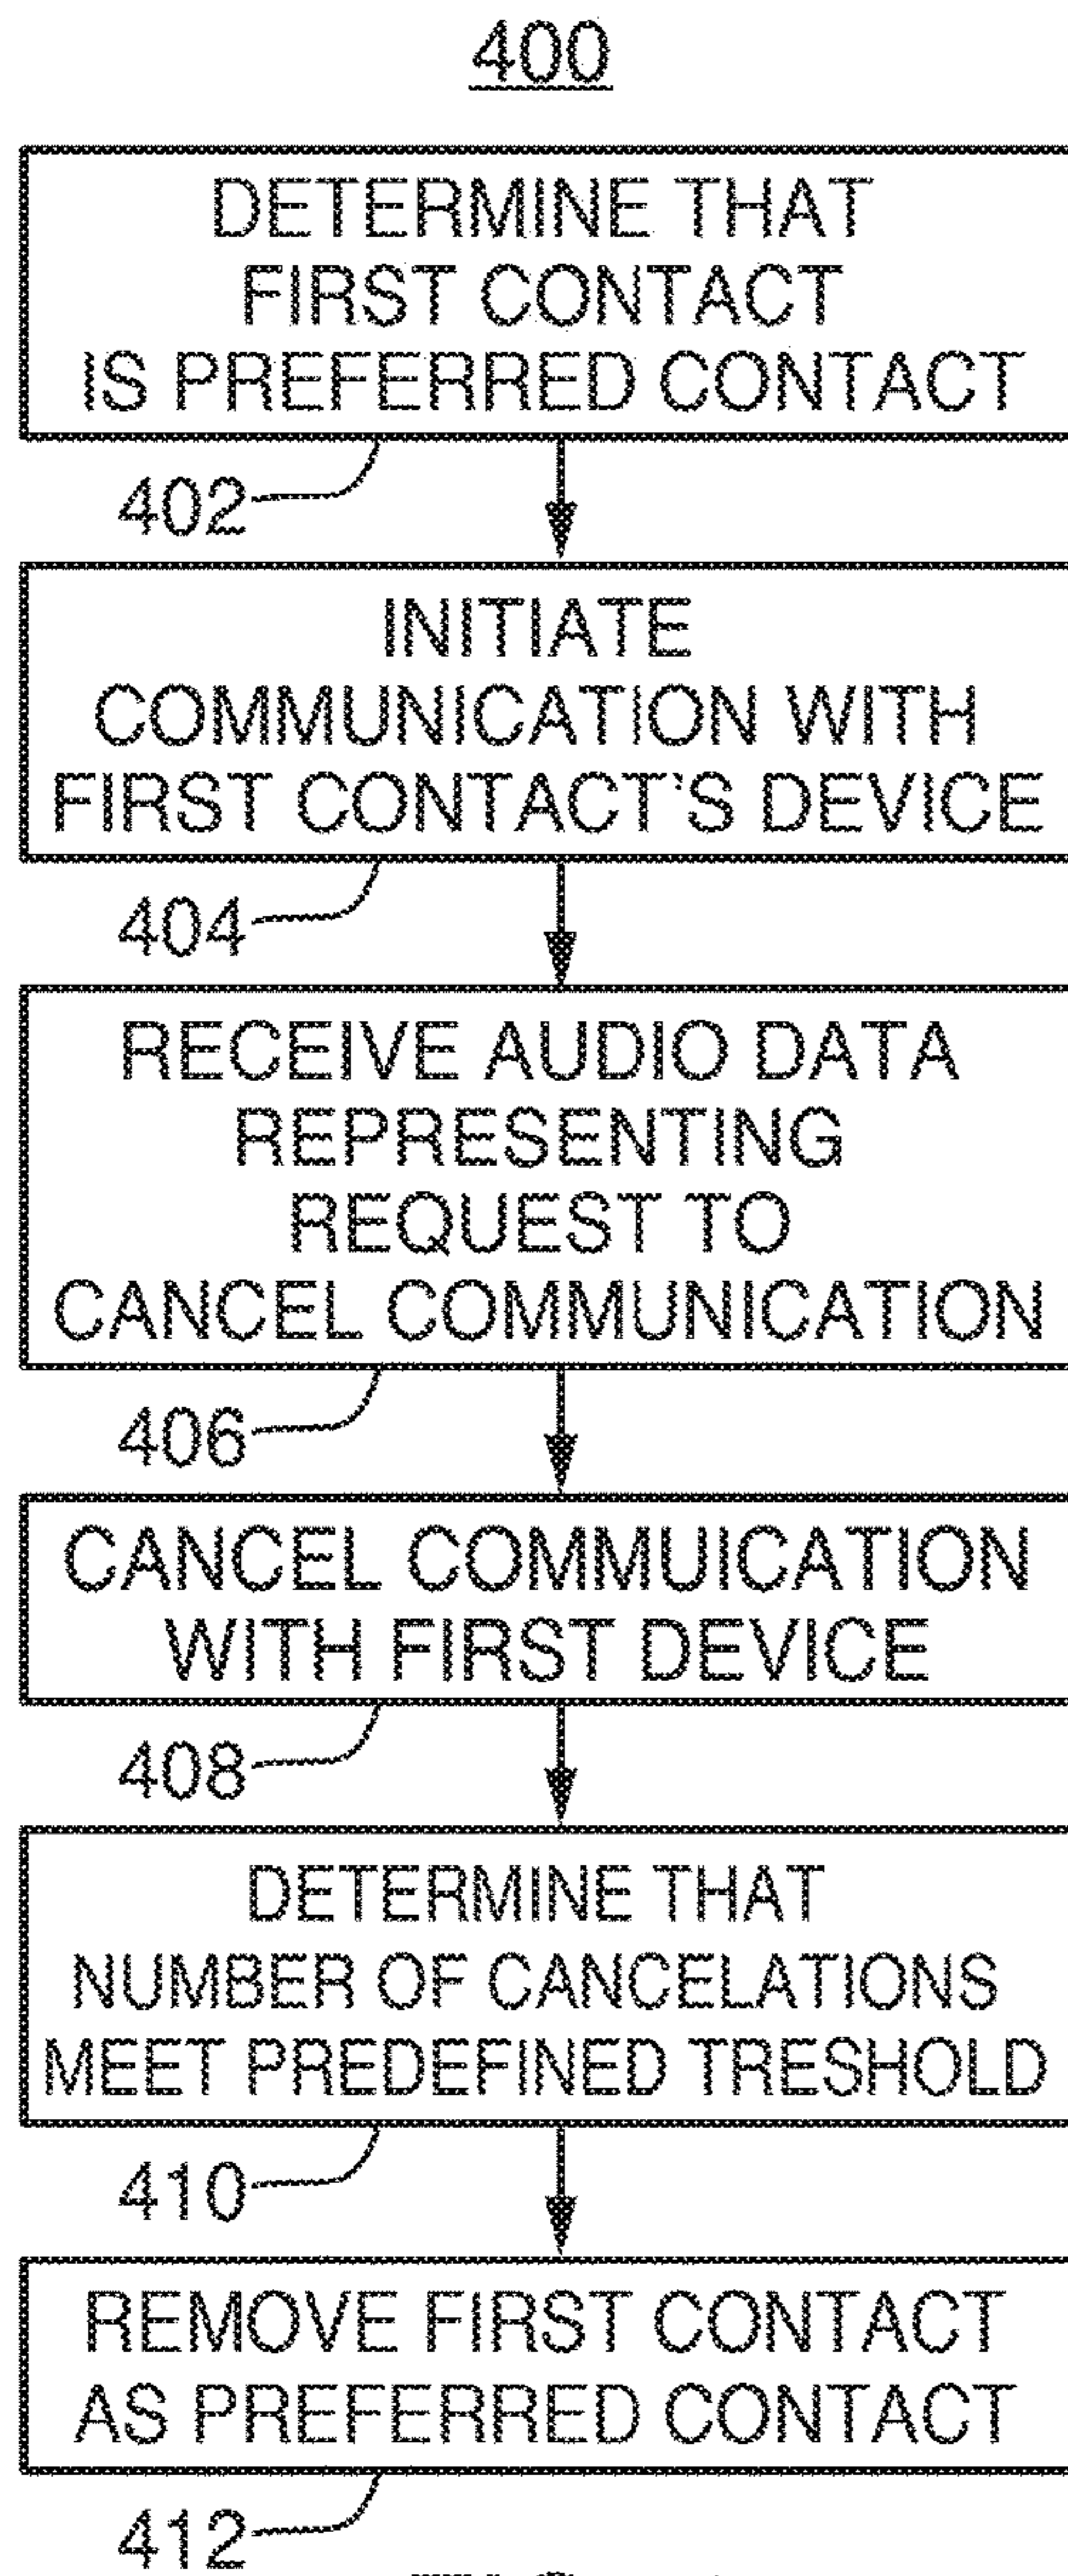 400
DETERMINE THAT
FIRST CONTACT
IS PREFERRED CONTACT
402
INITIATE
COMMUNICATION WITH
FIRST CONTACT'S DEVICE
404
RECEIVE AUDIO DATA
REPRESENTING
REQUEST TO
CANCEL COMMUNICATION
406
CANCEL COMMUICATION
WITH FIRST DEVICE
408
DETERMINE THAT
NUMBER OF CANCELATIONS
MEET PREDEFINED TRESHOLD
410
REMOVE FIRST CONTACT
AS PREFERRED CONTACT
412